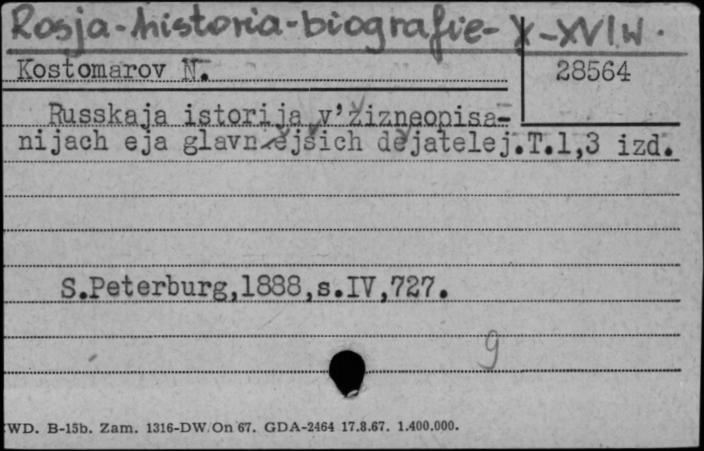 Rosja-historia-biografie-X-XVI w.
Kostomarov N.
28564
Russkaja istorija v'žizneopisa-
nijach eja glavnějšich dějatelej.T.1,3 izd.
S.Peterburg,1888,s.IV,727.
9
WD. B-15b. Zam. 1316-DW/On 67. GDA-2464 17.8.67. 1.400.000.